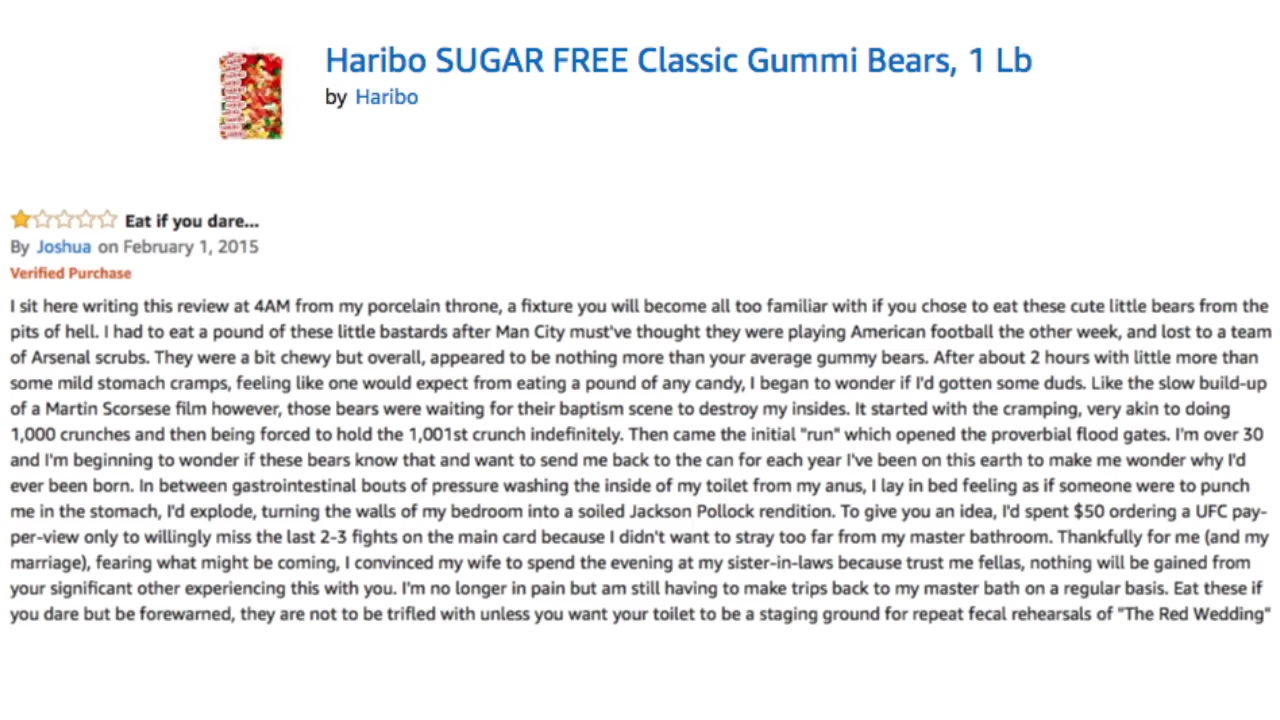 Haribo SUGAR FREE Classic Gummi Bears, 1 Lb
by Haribo
Eat if you dare...
By Joshua on February 1, 2015
Verified Purchase
I sit here writing this review at 4AM from my porcelain throne, a fixture you will become all too familiar with if you chose to eat these cute little bears from the
pits of hell. I had to eat a pound of these little bastards after Man City must've thought they were playing American football the other week, and lost to a team
of Arsenal scrubs. They were a bit chewy but overall, appeared to be nothing more than your average gummy bears. After about 2 hours with little more than
some mild stomach cramps, feeling like one would expect from eating a pound of any candy, I began to wonder if I'd gotten some duds. Like the slow build-up
of a Martin Scorsese film however, those bears were waiting for their baptism scene to destroy my insides. It started with the cramping, very akin to doing
1,000 crunches and then being forced to hold the 1,001st crunch indefinitely. Then came the initial "run" which opened the proverbial flood gates. I'm over 30
and I'm beginning to wonder if these bears know that and want to send me back to the can for each year I've been on this earth to make me wonder why I'd
ever been born. In between gastrointestinal bouts of pressure washing the inside of my toilet from my anus, I lay in bed feeling as if someone were to punch
me in the stomach, I'd explode, turning the walls of my bedroom into a soiled Jackson Pollock rendition. To give you an idea, I'd spent $50 ordering a UFC pay-
per-view only to willingly miss the last 2-3 fights on the main card because I didn't want to stray too far from my master bathroom. Thankfully for me (and my
marriage), fearing what might be coming, I convinced my wife to spend the evening at my sister-in-laws because trust me fellas, nothing will be gained from
your significant other experiencing this with you. I'm no longer in pain but am still having to make trips back to my master bath on a regular basis. Eat these if
you dare but be forewarned, they are not to be trifled with unless you want your toilet to be a staging ground for repeat fecal rehearsals of "The Red Wedding"